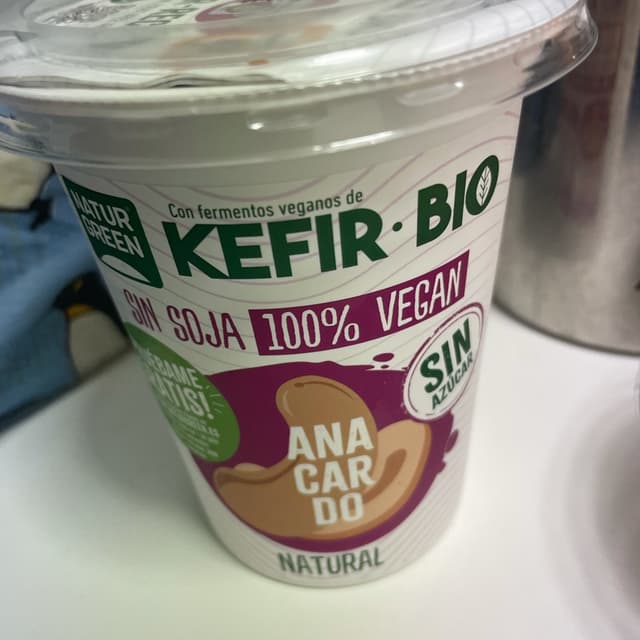 NATUR
GREEN
Con fermentos veganos de
KEFIR·BIO
SIN SOJA 100% VEGAN
SIN
AZÚCAR
ANA
CAR
DO
NATURAL